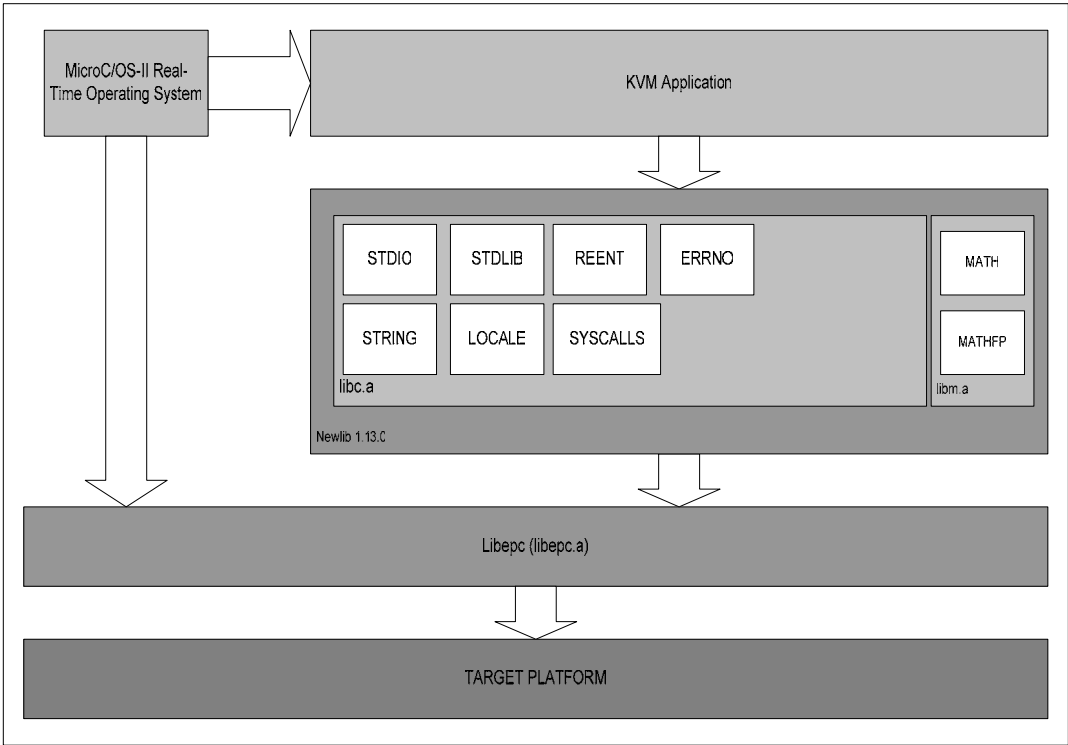 MicroC/OS-II Real-
Time Operating System
KVM Application
STDIO
STDLIB
REENT
ERRNO
STRING
LOCALE
SYSCALLS
libc.a
MATH
MATHFP
libm.a
Newlib 1.13.0
Libepc (libepc.a)
TARGET PLATFORM